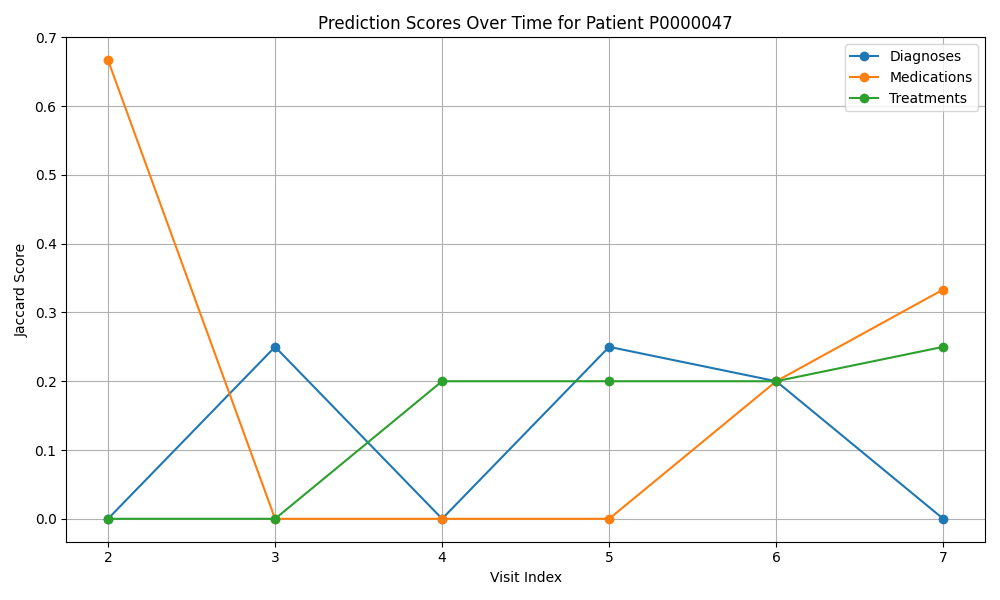 Prediction Scores Over Time for Patient P0000047
Diagnoses
Medications
Treatments
Jaccard Score
0.7
0.6
0.5
0.4
0.3
0.2
0.1
0.0
2 3 4 5 6 7
Visit Index